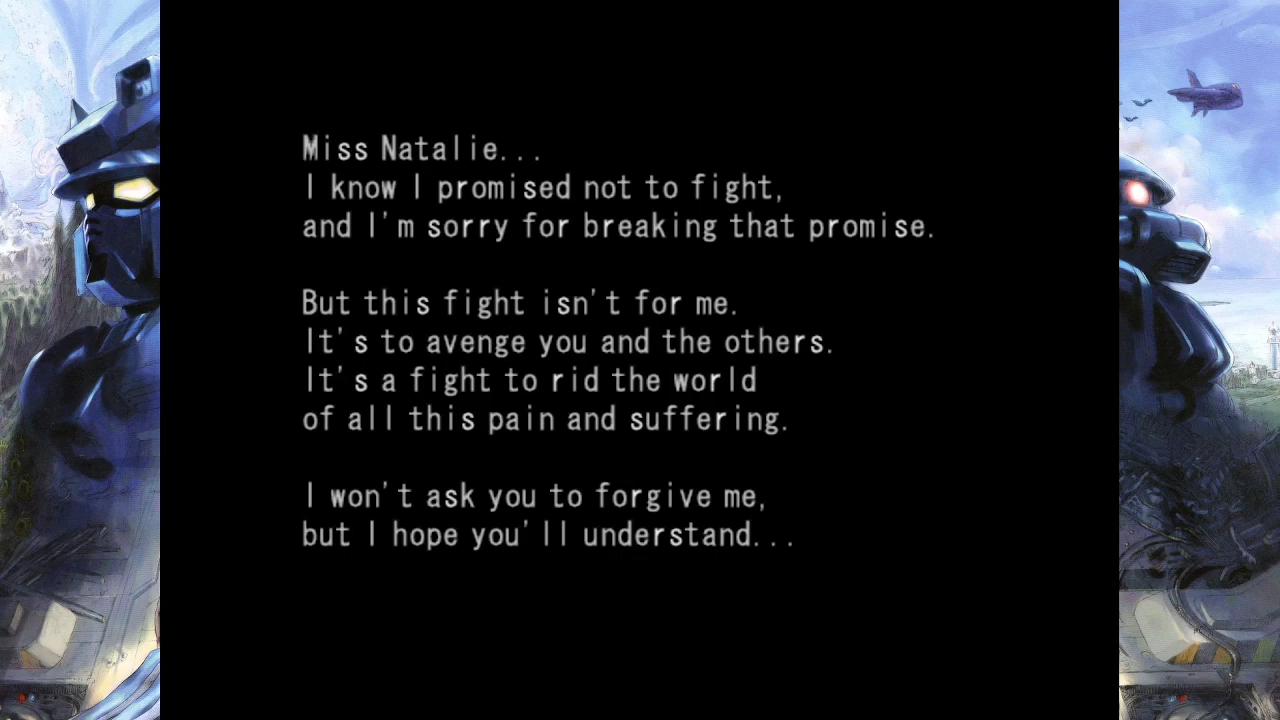 Miss Natalie...
I know I promised not to fight,
and I'm sorry for breaking that promise.
But this fight isn't for me.
It's to avenge you and the others.
It's a fight to rid the world
of all this pain and suffering.
I won't ask you to forgive me,
but I hope you'll understand...